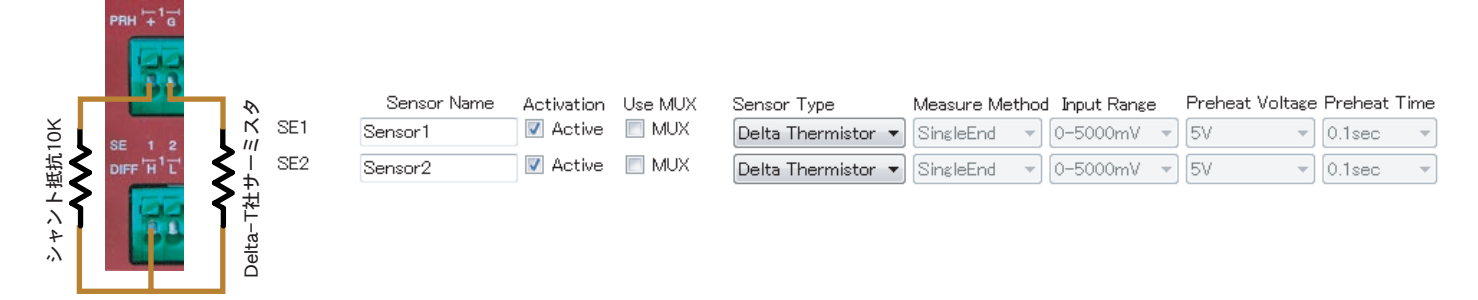 PRH + 1 G
SE 1 2
DIFF H 1 L
シャント抵抗10K
Delta-T社サーミスタ
Sensor Name Activation Use MUX Sensor Type Measure Method Input Range Preheat Voltage Preheat Time
SE1 Sensor1 Active MUX Delta Thermistor SingleEnd 0-5000mV 5V 0.1sec
SE2 Sensor2 Active MUX Delta Thermistor SingleEnd 0-5000mV 5V 0.1sec